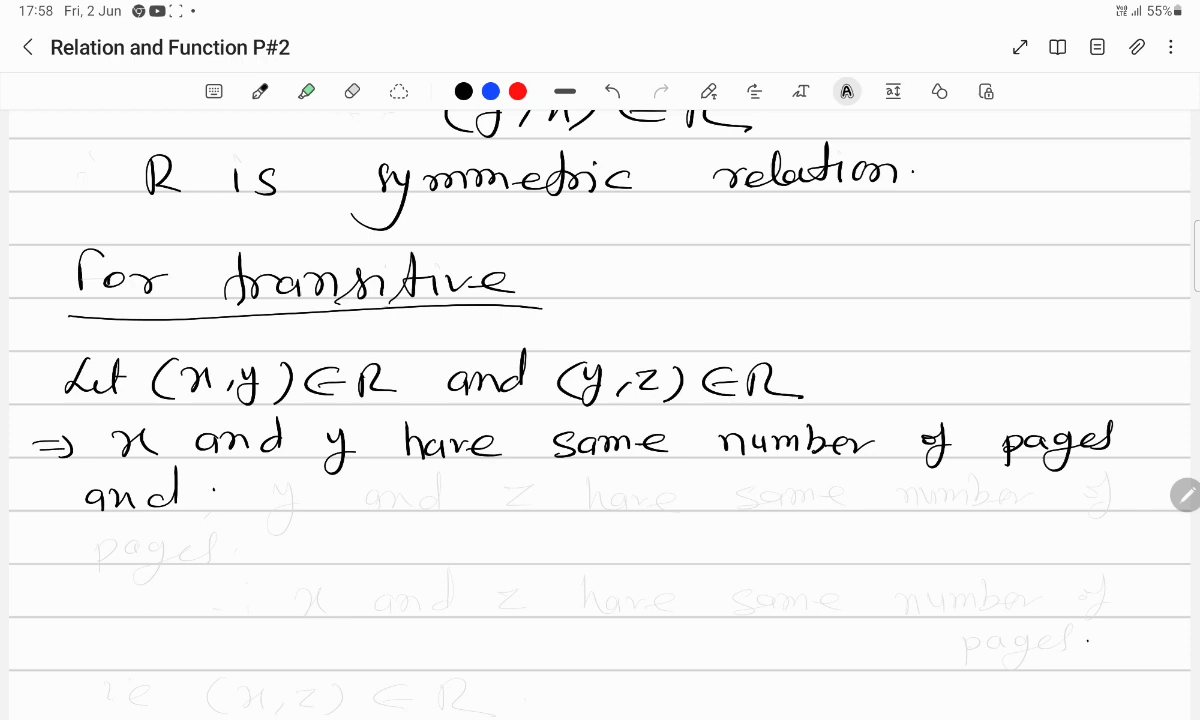 17:58 Fri, 2 Jun
55%
Relation and Function P#2
(y, x) ∈ R
R is symmetric relation.
For transitive
Let (x, y) ∈ R and (y, z) ∈ R
⇒ x and y have same number of pages
and y and z have same number of
pages.
∴ x and z have same number of
pages.
ie (x, z) ∈ R.